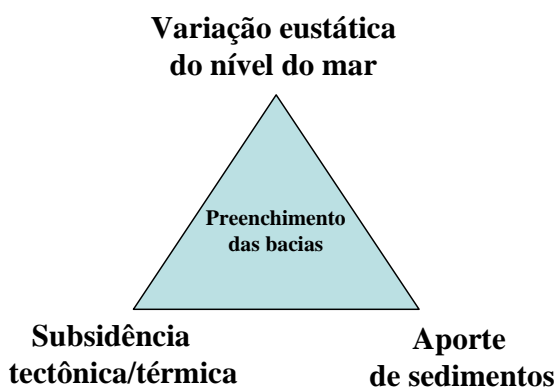 Variação eustática
do nível do mar
Preenchimento
das bacias
Subsidência
tectônica/térmica
Aporte
de sedimentos